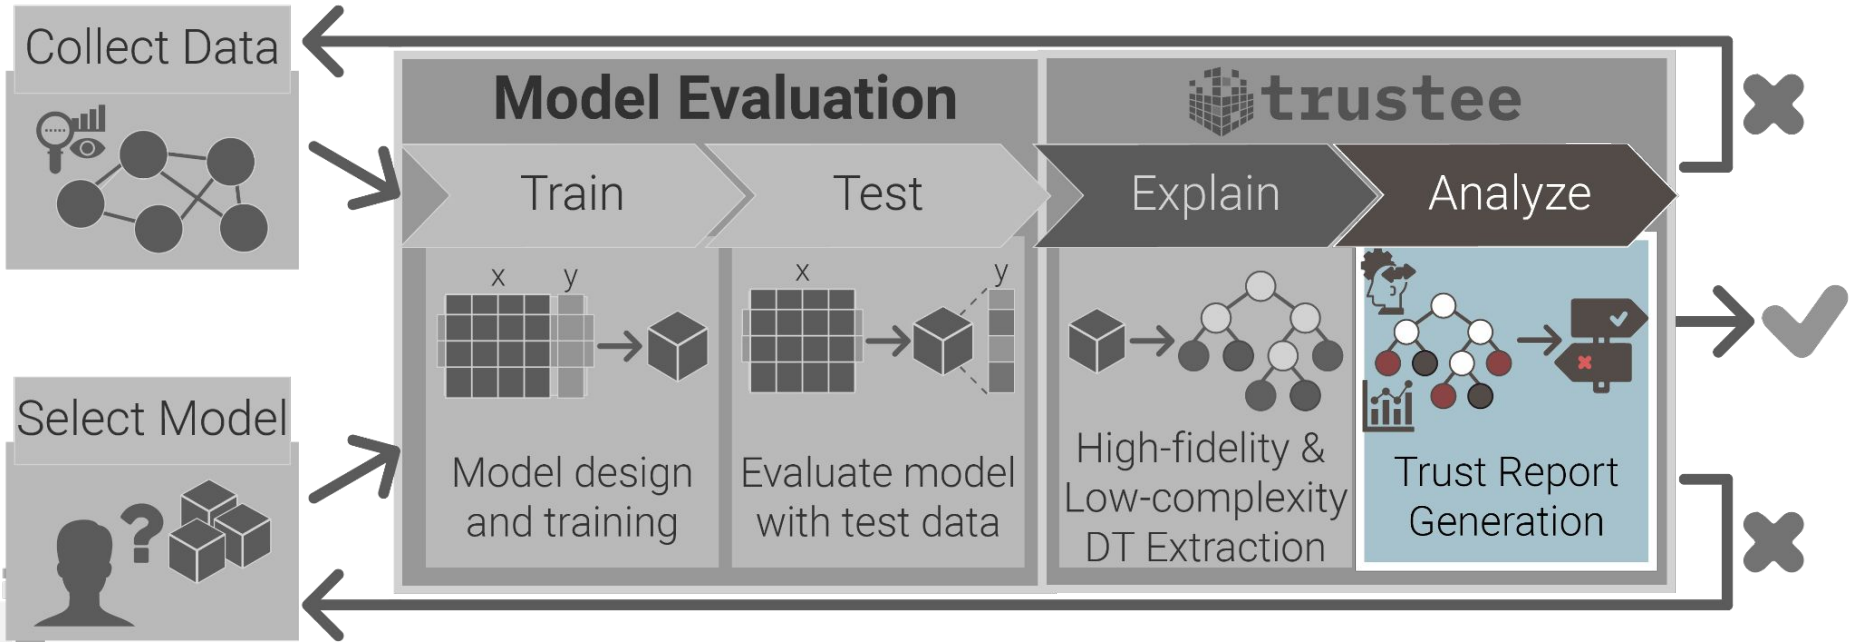 Collect Data
Model Evaluation
trustee
Train
Test
Explain
Analyze
x
y
x
y
Select Model
?
Model design
and training
Evaluate model
with test data
High-fidelity &
Low-complexity
DT Extraction
Trust Report
Generation